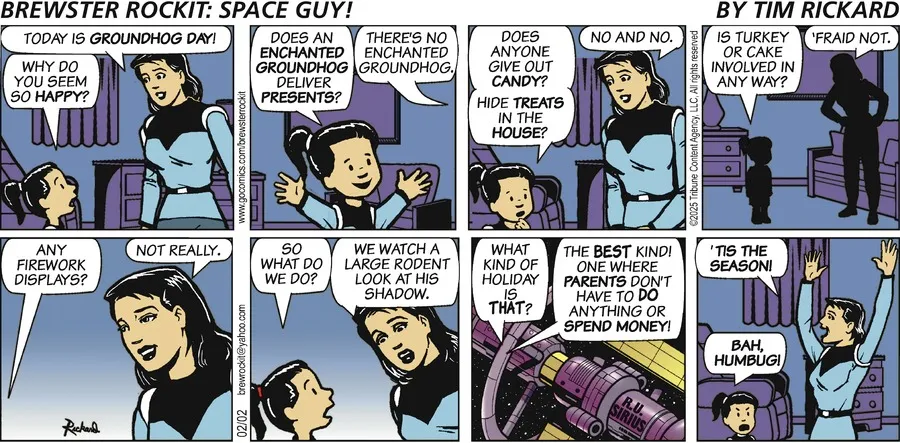 BREWSTER ROCKIT: SPACE GUY!
BY TIM RICKARD
TODAY IS GROUNDHOG DAY!
WHY DO
YOU SEEM
SO HAPPY?
DOES AN
ENCHANTED
GROUNDHOG
DELIVER
PRESENTS?
THERE'S NO
ENCHANTED
GROUNDHOG.
www.gocomics.com/brewsterrockit
DOES
ANYONE
GIVE OUT
CANDY?
HIDE TREATS
IN THE
HOUSE?
NO AND NO.
©2025 Tribune Content Agency, LLC, All rights reserved
IS TURKEY
OR CAKE
INVOLVED IN
ANY WAY?
'FRAID NOT.
ANY
FIREWORK
DISPLAYS?
NOT REALLY.
Rickard
02/02 brewrockit@yahoo.com
SO
WHAT DO
WE DO?
WE WATCH A
LARGE RODENT
LOOK AT HIS
SHADOW.
WHAT
KIND OF
HOLIDAY
IS
THAT?
THE BEST KIND!
ONE WHERE
PARENTS DON'T
HAVE TO DO
ANYTHING OR
SPEND MONEY!
R.U.
SIRIUS
'TIS THE
SEASON!
BAH,
HUMBUG!